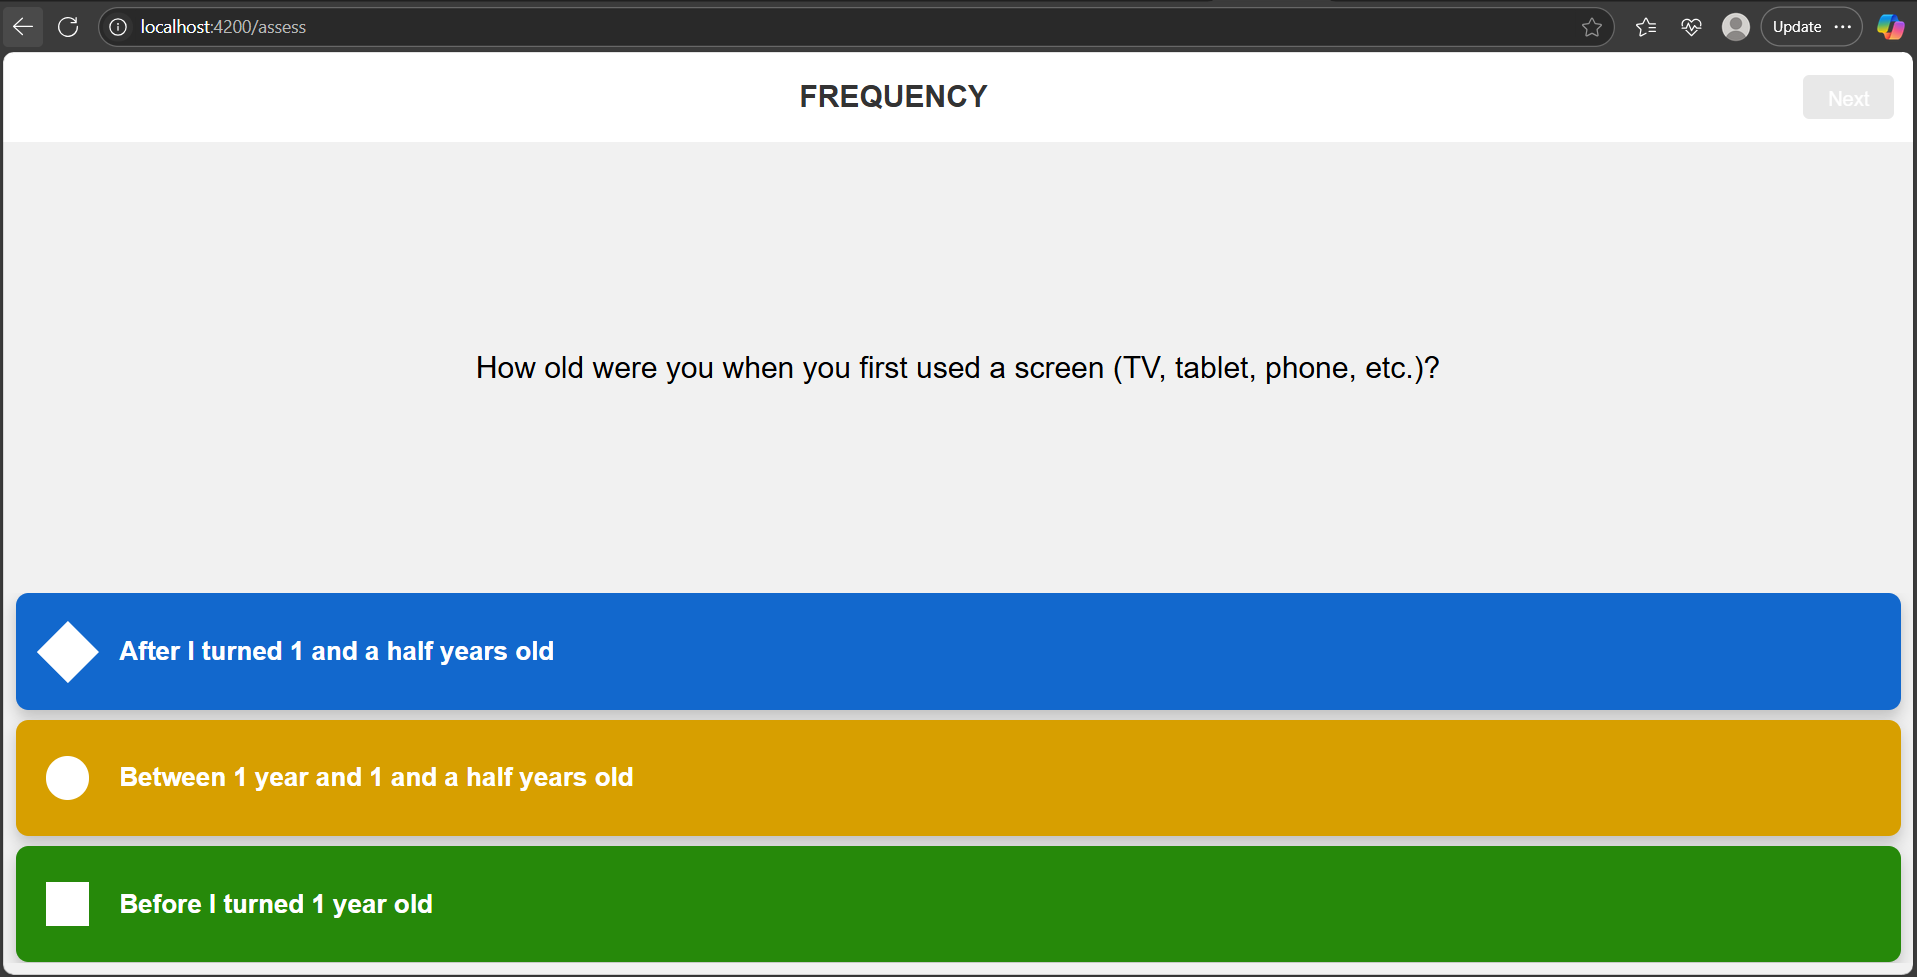 localhost:4200/assess
Update
FREQUENCY
Next
How old were you when you first used a screen (TV, tablet, phone, etc.)?
After I turned 1 and a half years old
Between 1 year and 1 and a half years old
Before I turned 1 year old